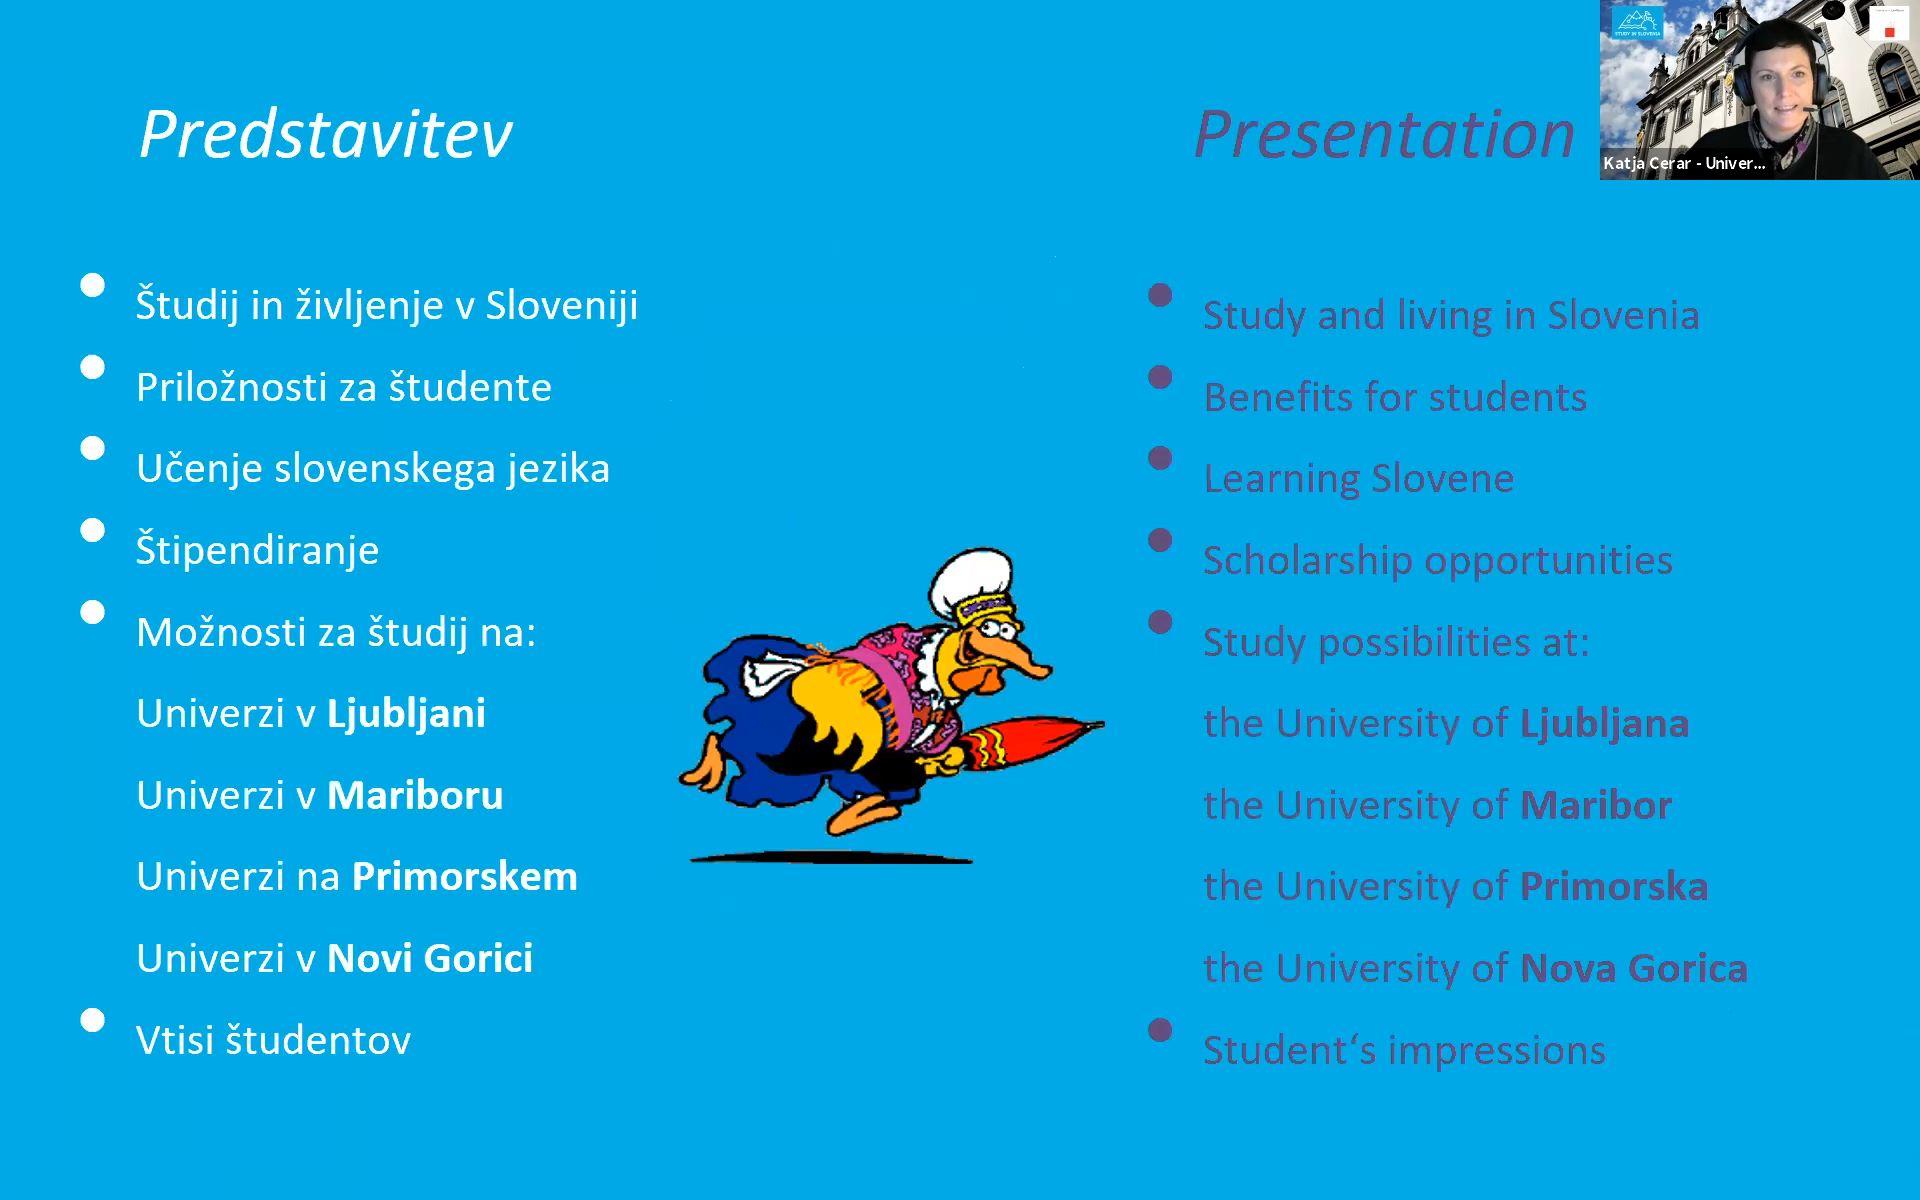 Predstavitev
Študij in življenje v Sloveniji
Priložnosti za študente
Učenje slovenskega jezika
Štipendiranje
Možnosti za študij na:
Univerzi v Ljubljani
Univerzi v Mariboru
Univerzi na Primorskem
Univerzi v Novi Gorici
Vtisi študentov
Presentation
Study and living in Slovenia
Benefits for students
Learning Slovene
Scholarship opportunities
Study possibilities at:
the University of Ljubljana
the University of Maribor
the University of Primorska
the University of Nova Gorica
Student‘s impressions
STUDY IN SLOVENIA
Katja Cerar - Univer...